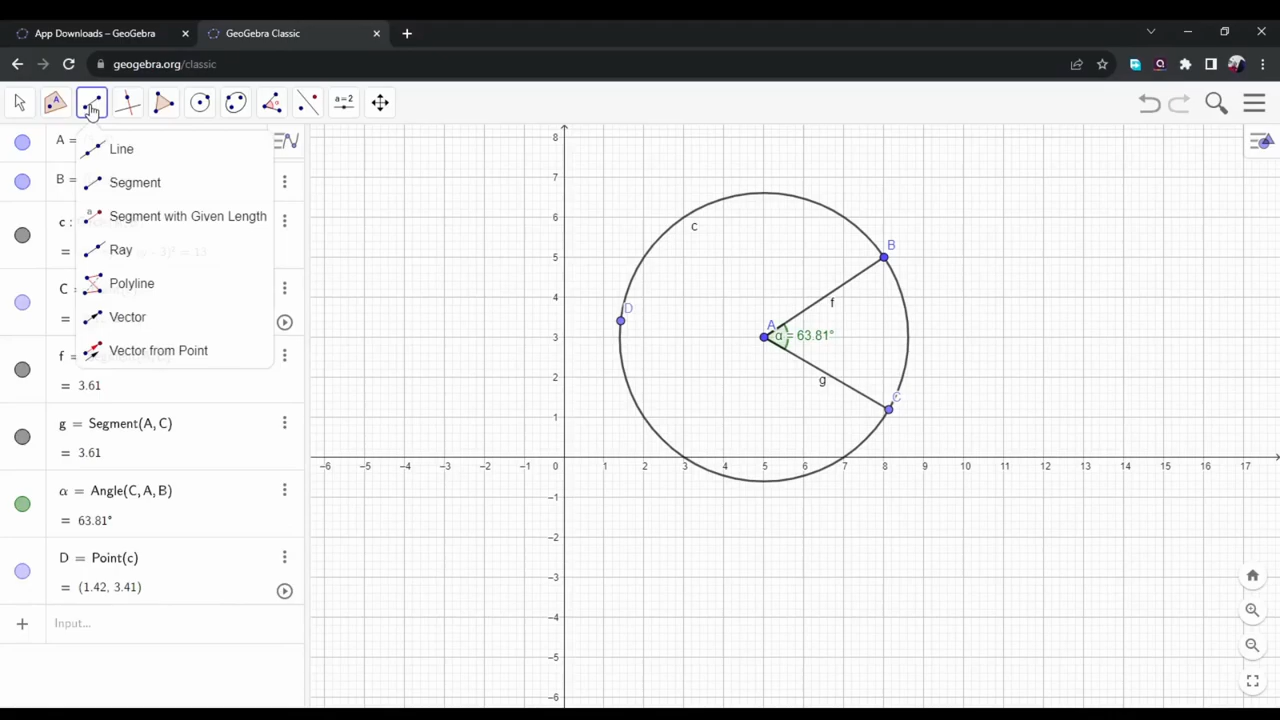 App Downloads – GeoGebra
GeoGebra Classic
geogebra.org/classic
a=2
A =
B =
c :
=
C =
=
f =
= 3.61
g = Segment(A, C)
= 3.61
α = Angle(C, A, B)
= 63.81°
D = Point(c)
= (1.42, 3.41)
Input...
Line
Segment
a
Segment with Given Length
Ray
Polyline
Vector
Vector from Point
8
7
6
5
4
3
2
1
−6 −5 −4 −3 −2 −1 0 1 2 3 4 5 6 7 8 9 10 11 12 13 14 15 16 17
−1
−2
−3
−4
−5
−6
c
B
D
f
A
α = 63.81°
g
C